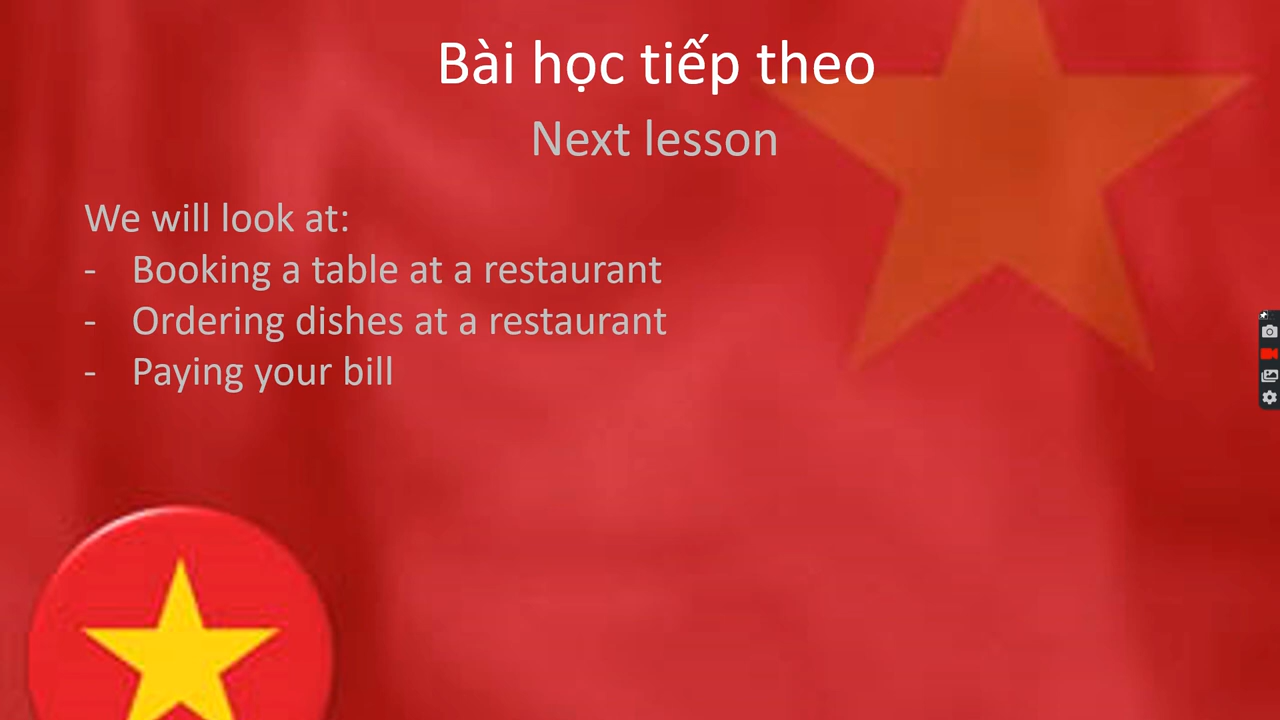 Bài học tiếp theo
Next lesson
We will look at:
- Booking a table at a restaurant
- Ordering dishes at a restaurant
- Paying your bill